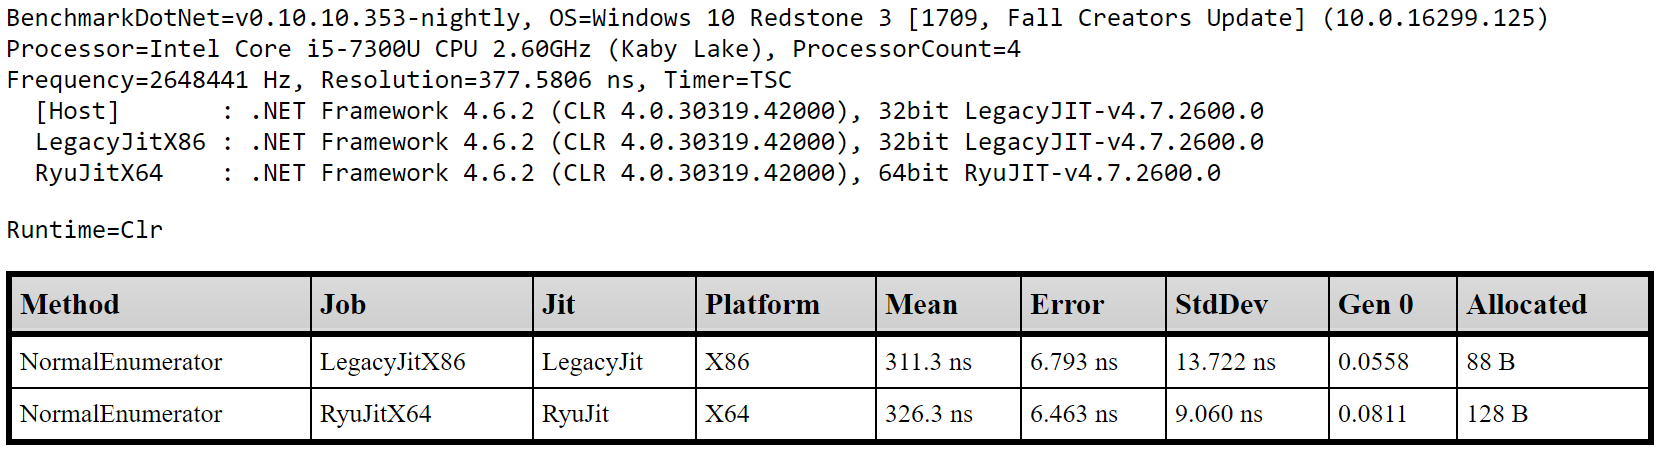 BenchmarkDotNet=v0.10.10.353-nightly, OS=Windows 10 Redstone 3 [1709, Fall Creators Update] (10.0.16299.125)
Processor=Intel Core i5-7300U CPU 2.60GHz (Kaby Lake), ProcessorCount=4
Frequency=2648441 Hz, Resolution=377.5806 ns, Timer=TSC
[Host]       : .NET Framework 4.6.2 (CLR 4.0.30319.42000), 32bit LegacyJIT-v4.7.2600.0
LegacyJitX86 : .NET Framework 4.6.2 (CLR 4.0.30319.42000), 32bit LegacyJIT-v4.7.2600.0
RyuJitX64    : .NET Framework 4.6.2 (CLR 4.0.30319.42000), 64bit RyuJIT-v4.7.2600.0
Runtime=Clr
Method Job Jit Platform Mean Error StdDev Gen 0 Allocated
NormalEnumerator LegacyJitX86 LegacyJit X86 311.3 ns 6.793 ns 13.722 ns 0.0558 88 B
NormalEnumerator RyuJitX64 RyuJit X64 326.3 ns 6.463 ns 9.060 ns 0.0811 128 B